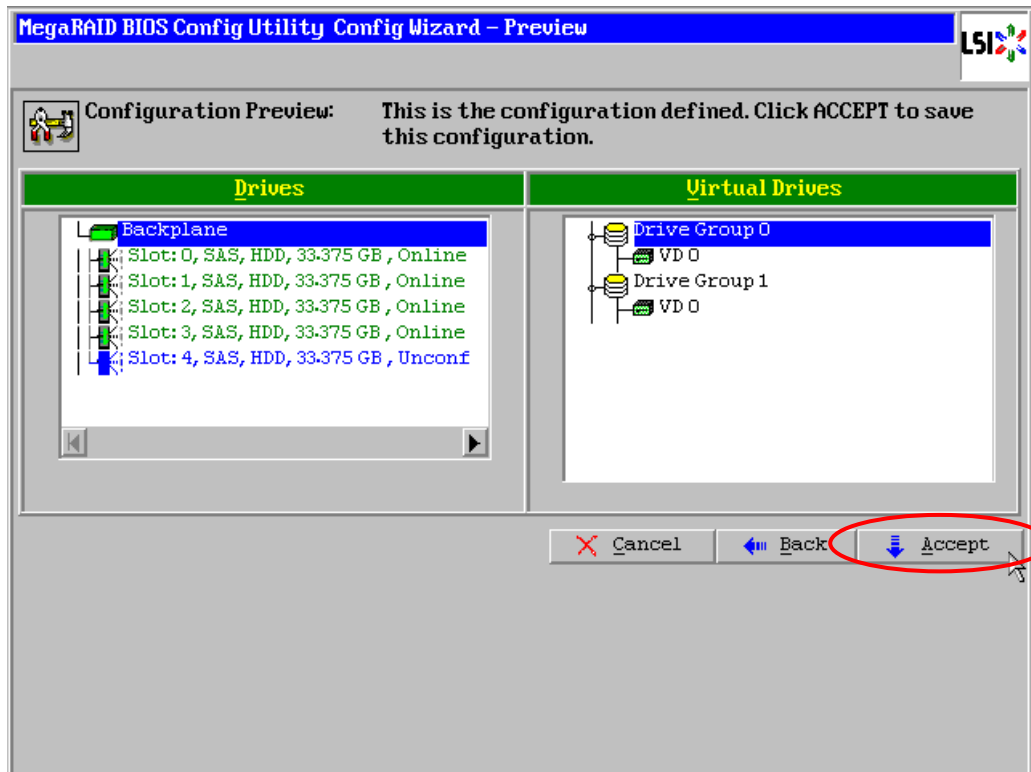 MegaRAID BIOS Config Utility Config Wizard – Preview
LSI
Configuration Preview:
This is the configuration defined. Click ACCEPT to save
this configuration.
Drives
Backplane
Slot: 0, SAS, HDD, 33.375 GB , Online
Slot: 1, SAS, HDD, 33.375 GB , Online
Slot: 2, SAS, HDD, 33.375 GB , Online
Slot: 3, SAS, HDD, 33.375 GB , Online
Slot: 4, SAS, HDD, 33.375 GB , Unconf
Virtual Drives
Drive Group 0
VD 0
Drive Group 1
VD 0
Cancel
Back
Accept